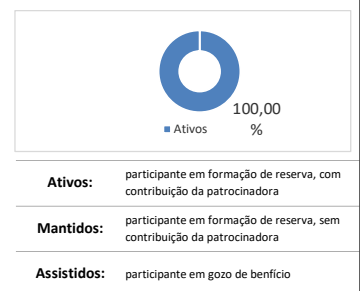 100,00
%
Ativos
Ativos:
participante em formação de reserva, com
contribuição da patrocinadora
Mantidos:
participante em formação de reserva, sem
contribuição da patrocinadora
Assistidos:
participante em gozo de benfício